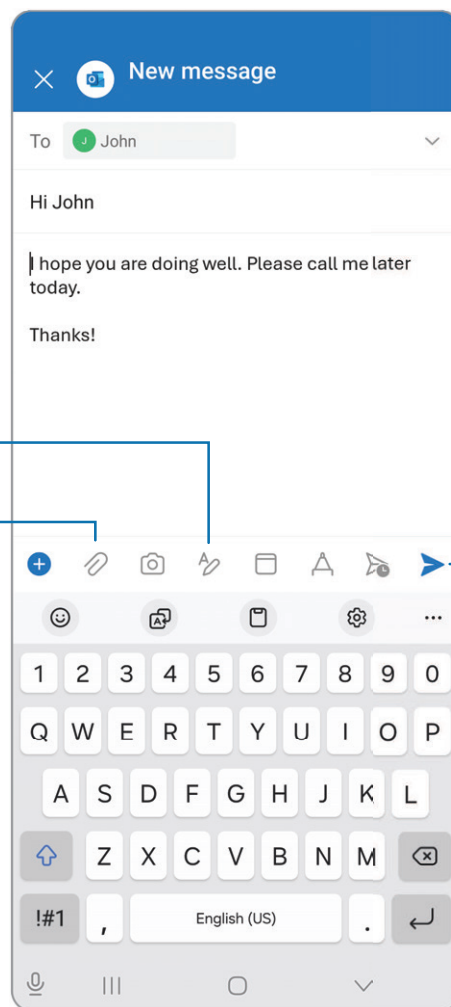 New message
To J John
Hi John
I hope you are doing well. Please call me later
today.
Thanks!
1 2 3 4 5 6 7 8 9 0
Q W E R T Y U I O P
A S D F G H J K L
Z X C V B N M
!#1 , English (US) .